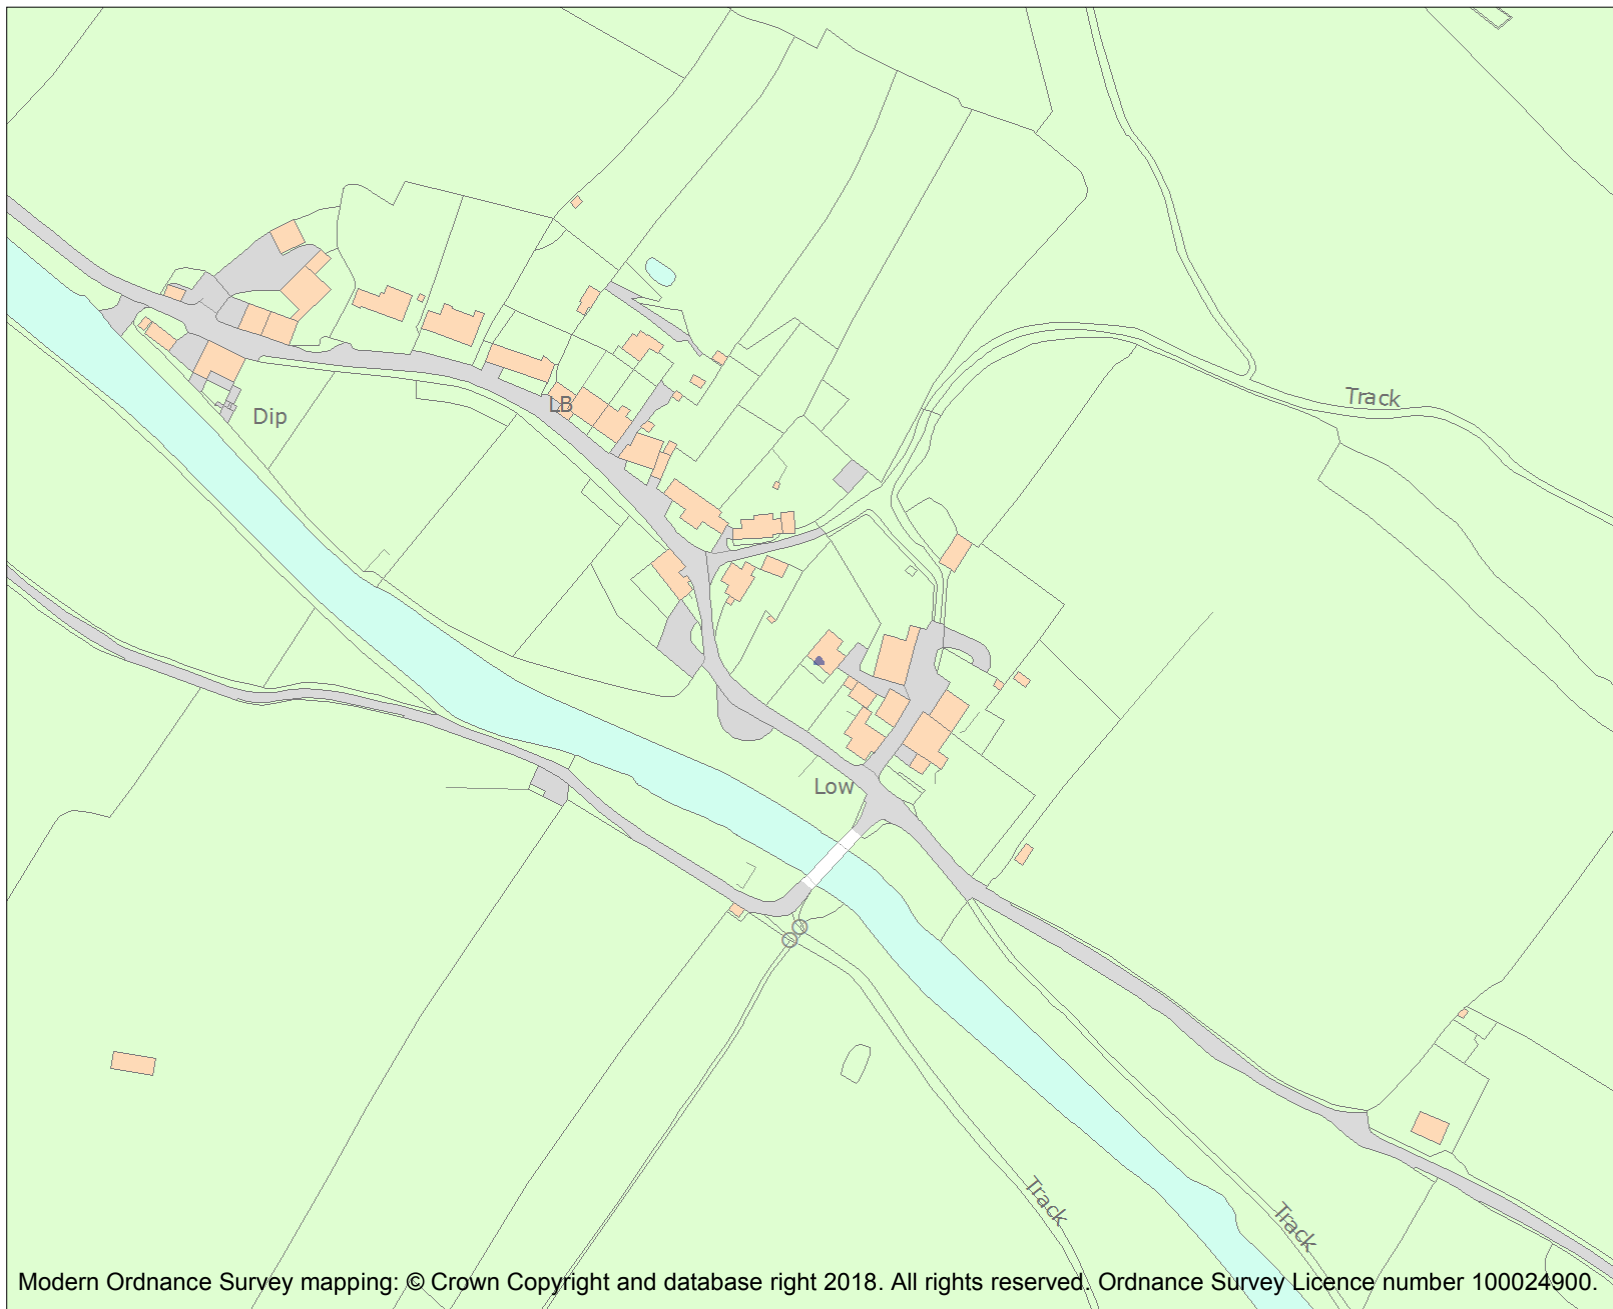 Track
LB
Dip
Low
Track
Track
Modern Ordnance Survey mapping: © Crown Copyright and database right 2018. All rights reserved. Ordnance Survey Licence number 100024900.